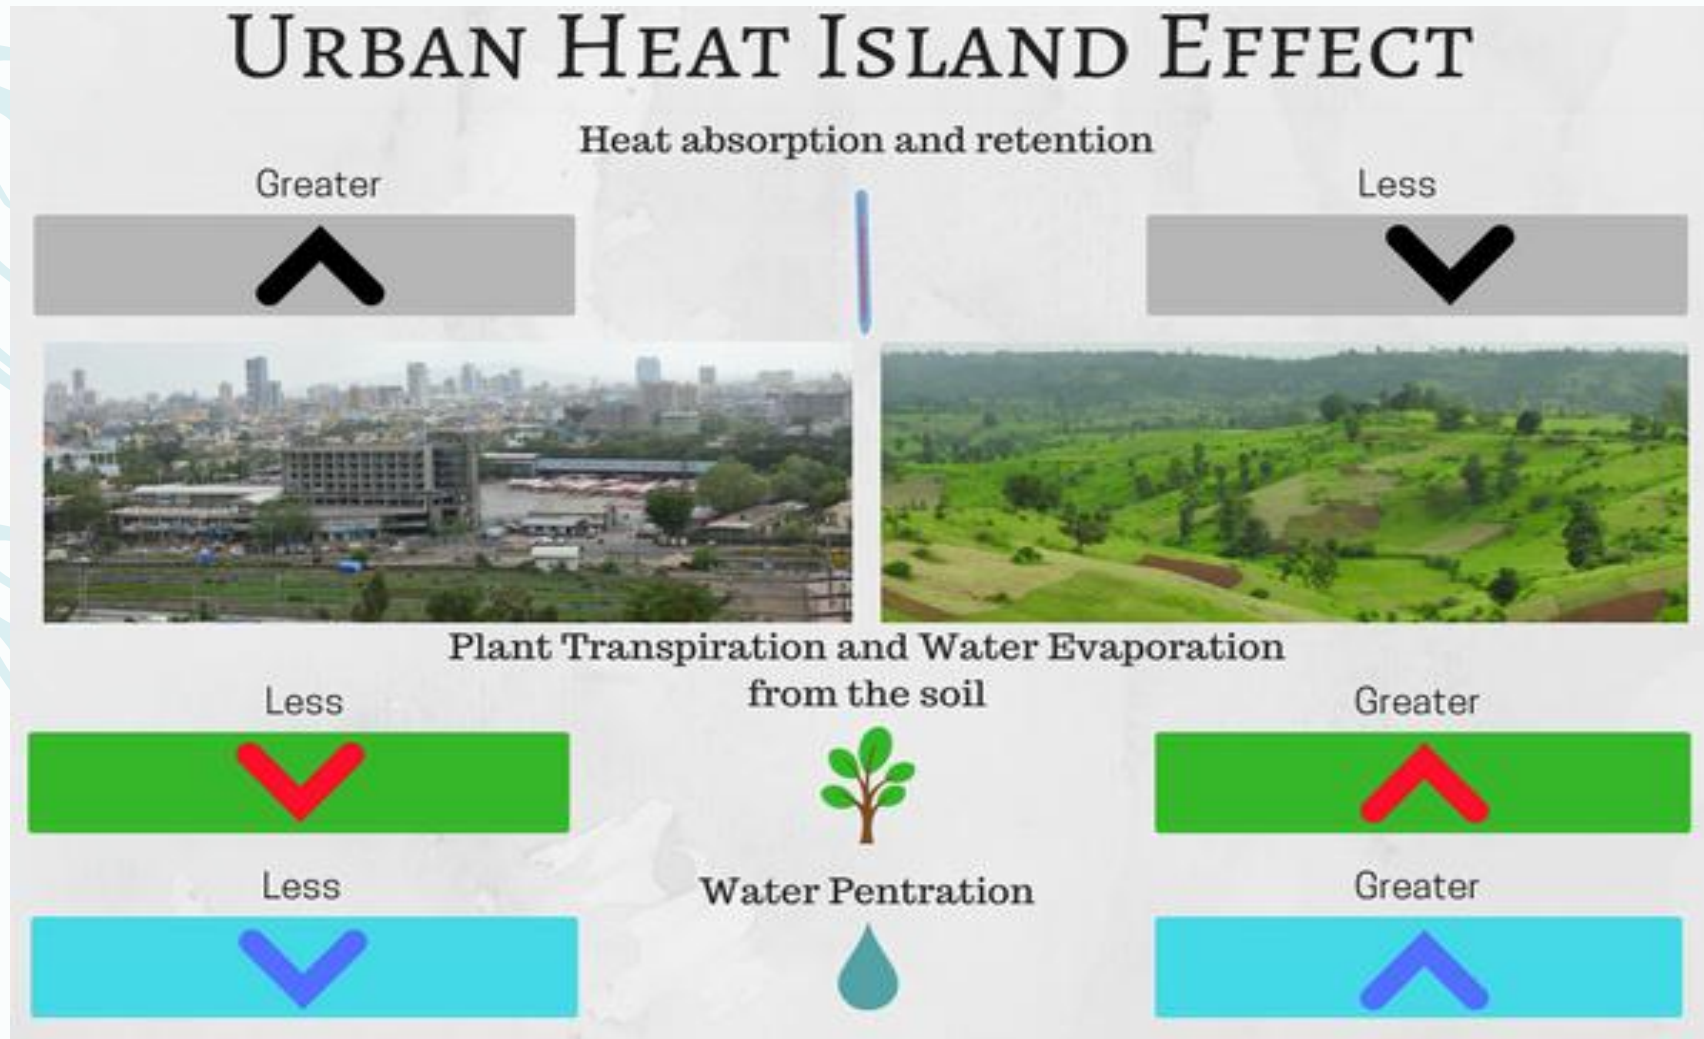 URBAN HEAT ISLAND EFFECT
Heat absorption and retention
Greater
Less
Plant Transpiration and Water Evaporation
from the soil
Less
Greater
Water Pentration
Less
Greater